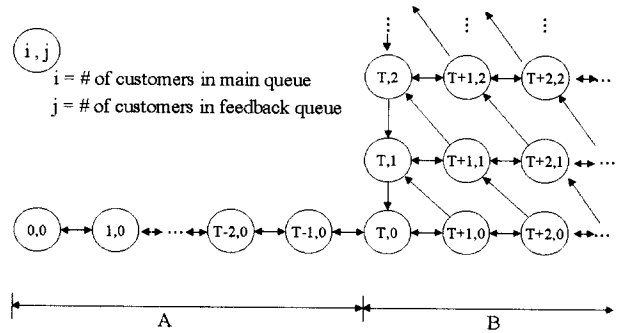 i , j
i = # of customers in main queue
j = # of customers in feedback queue
T,2 T+1,2 T+2,2 ...
T,1 T+1,1 T+2,1 ...
0,0 1,0 ... T-2,0 T-1,0 T,0 T+1,0 T+2,0 ...
A B